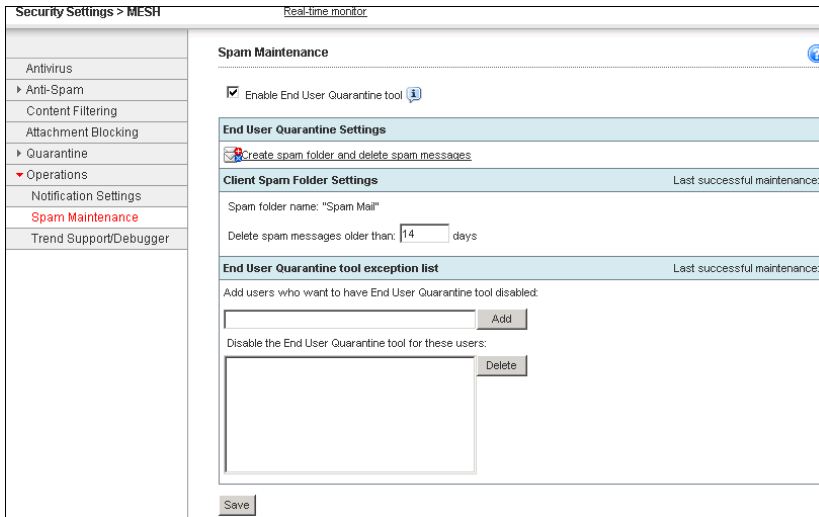 Security Settings > MESH
Real-time monitor
Antivirus
Anti-Spam
Content Filtering
Attachment Blocking
Quarantine
Operations
Notification Settings
Spam Maintenance
Trend Support/Debugger
Spam Maintenance
?
Enable End User Quarantine tool i
End User Quarantine Settings
Create spam folder and delete spam messages
Client Spam Folder Settings Last successful maintenance:
Spam folder name: "Spam Mail"
Delete spam messages older than: 14 days
End User Quarantine tool exception list Last successful maintenance:
Add users who want to have End User Quarantine tool disabled:
Add
Disable the End User Quarantine tool for these users:
Delete
Save